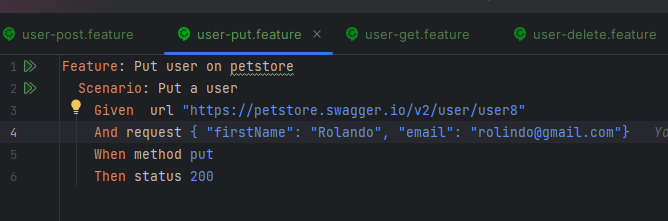 user-post.feature user-put.feature user-get.feature user-delete.feature
1 Feature: Put user on petstore
2 Scenario: Put a user
3 Given url "https://petstore.swagger.io/v2/user/user8"
4 And request { "firstName": "Rolando", "email": "rolindo@gmail.com"}
5 When method put
6 Then status 200